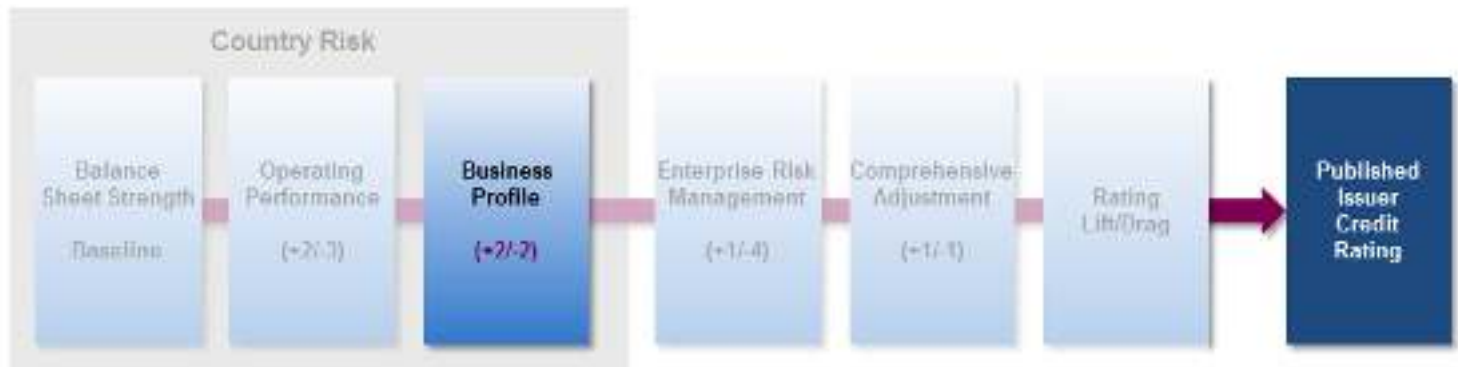 Country Risk
Balance
Sheet Strength
Baseline
Operating
Performance
(+2/-3)
Business
Profile
(+2/-2)
Enterprise Risk
Management
(+1/-4)
Comprehensive
Adjustment
(+1/-1)
Rating
Lift/Drag
Published
Issuer
Credit
Rating